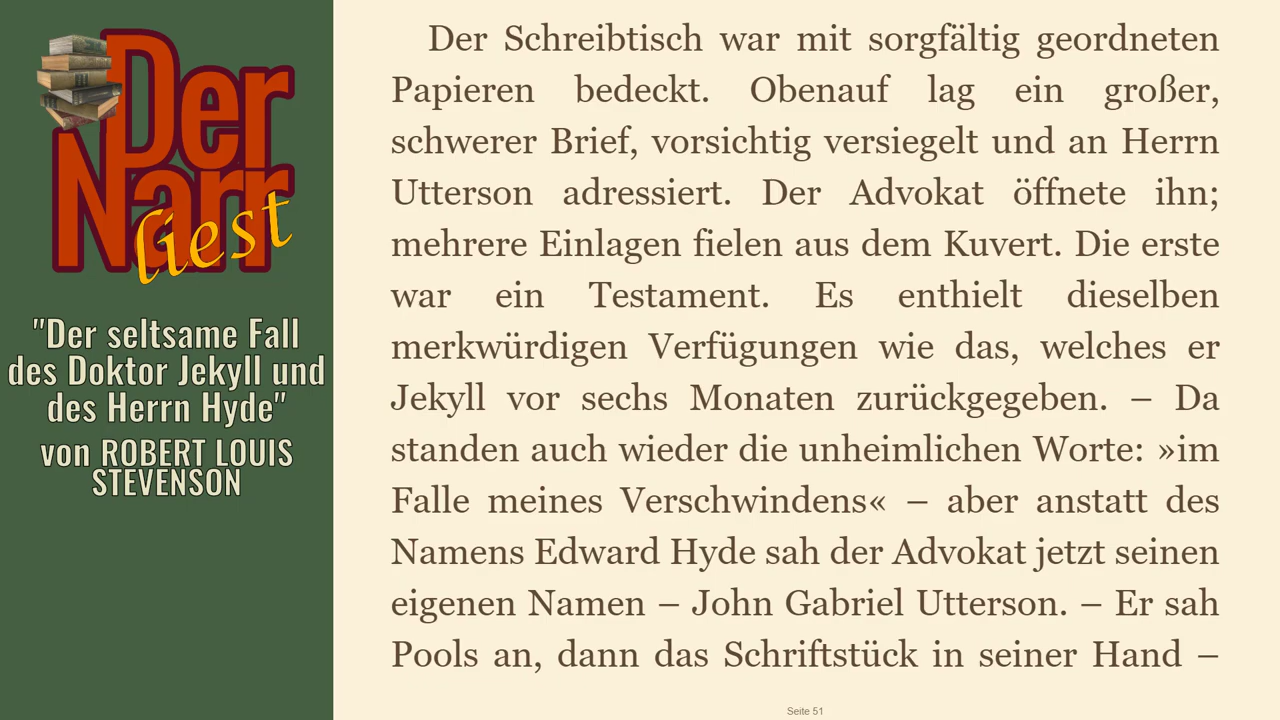 Der
Narr
liest
"Der seltsame Fall
des Doktor Jekyll und
des Herrn Hyde"
von ROBERT LOUIS
STEVENSON
Der Schreibtisch war mit sorgfältig geordneten
Papieren bedeckt. Obenauf lag ein großer,
schwerer Brief, vorsichtig versiegelt und an Herrn
Utterson adressiert. Der Advokat öffnete ihn;
mehrere Einlagen fielen aus dem Kuvert. Die erste
war ein Testament. Es enthielt dieselben
merkwürdigen Verfügungen wie das, welches er
Jekyll vor sechs Monaten zurückgegeben. – Da
standen auch wieder die unheimlichen Worte: »im
Falle meines Verschwindens« – aber anstatt des
Namens Edward Hyde sah der Advokat jetzt seinen
eigenen Namen – John Gabriel Utterson. – Er sah
Pools an, dann das Schriftstück in seiner Hand –
Seite 51